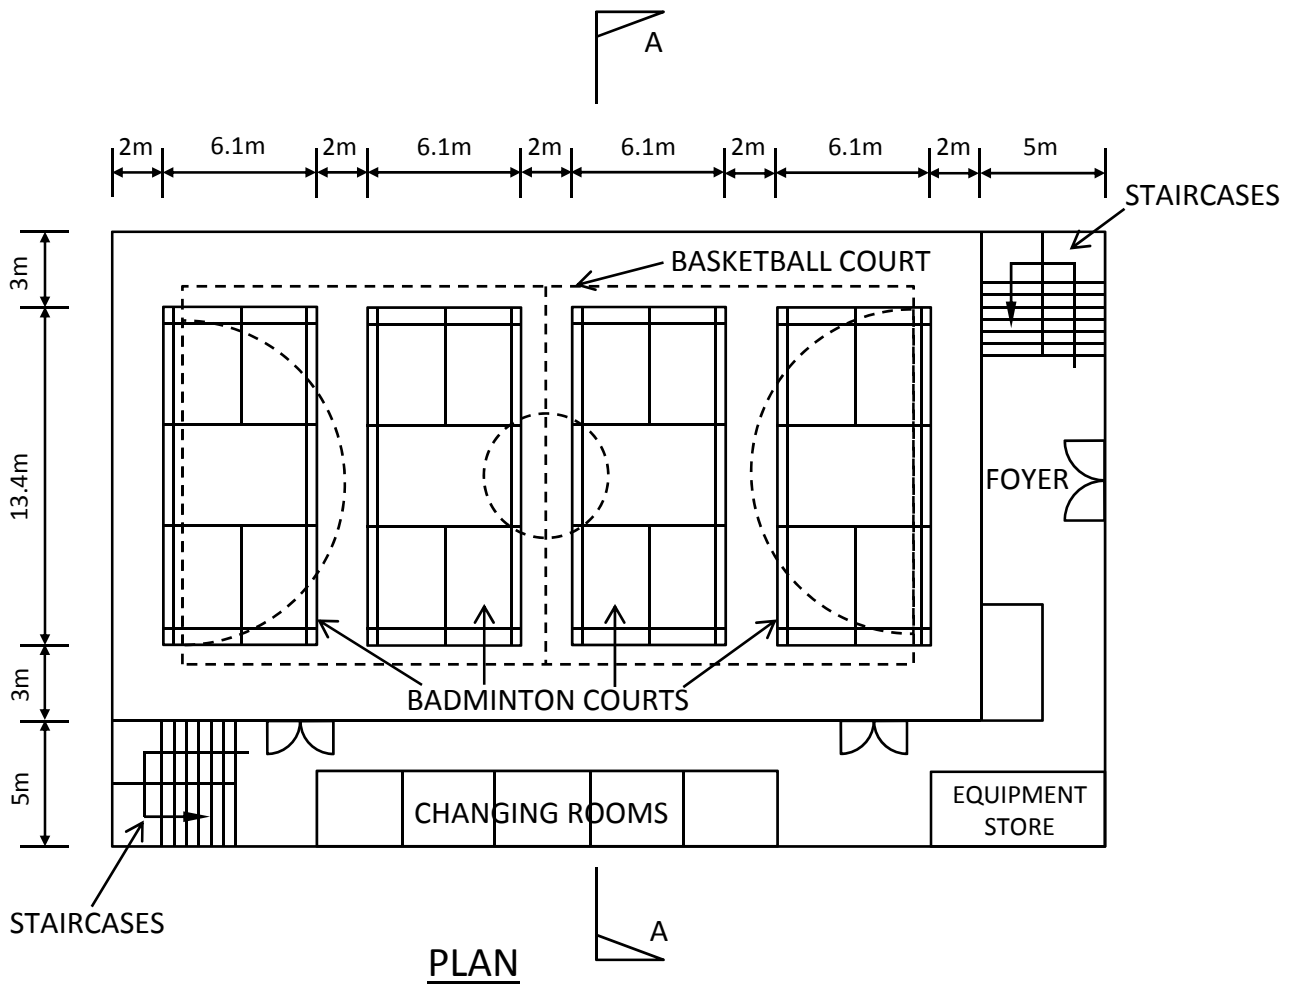 A
2m 6.1m 2m 6.1m 2m 6.1m 2m 6.1m 2m 5m
STAIRCASES
BASKETBALL COURT
3m
13.4m
FOYER
3m
BADMINTON COURTS
5m
CHANGING ROOMS
EQUIPMENT
STORE
STAIRCASES
A
PLAN